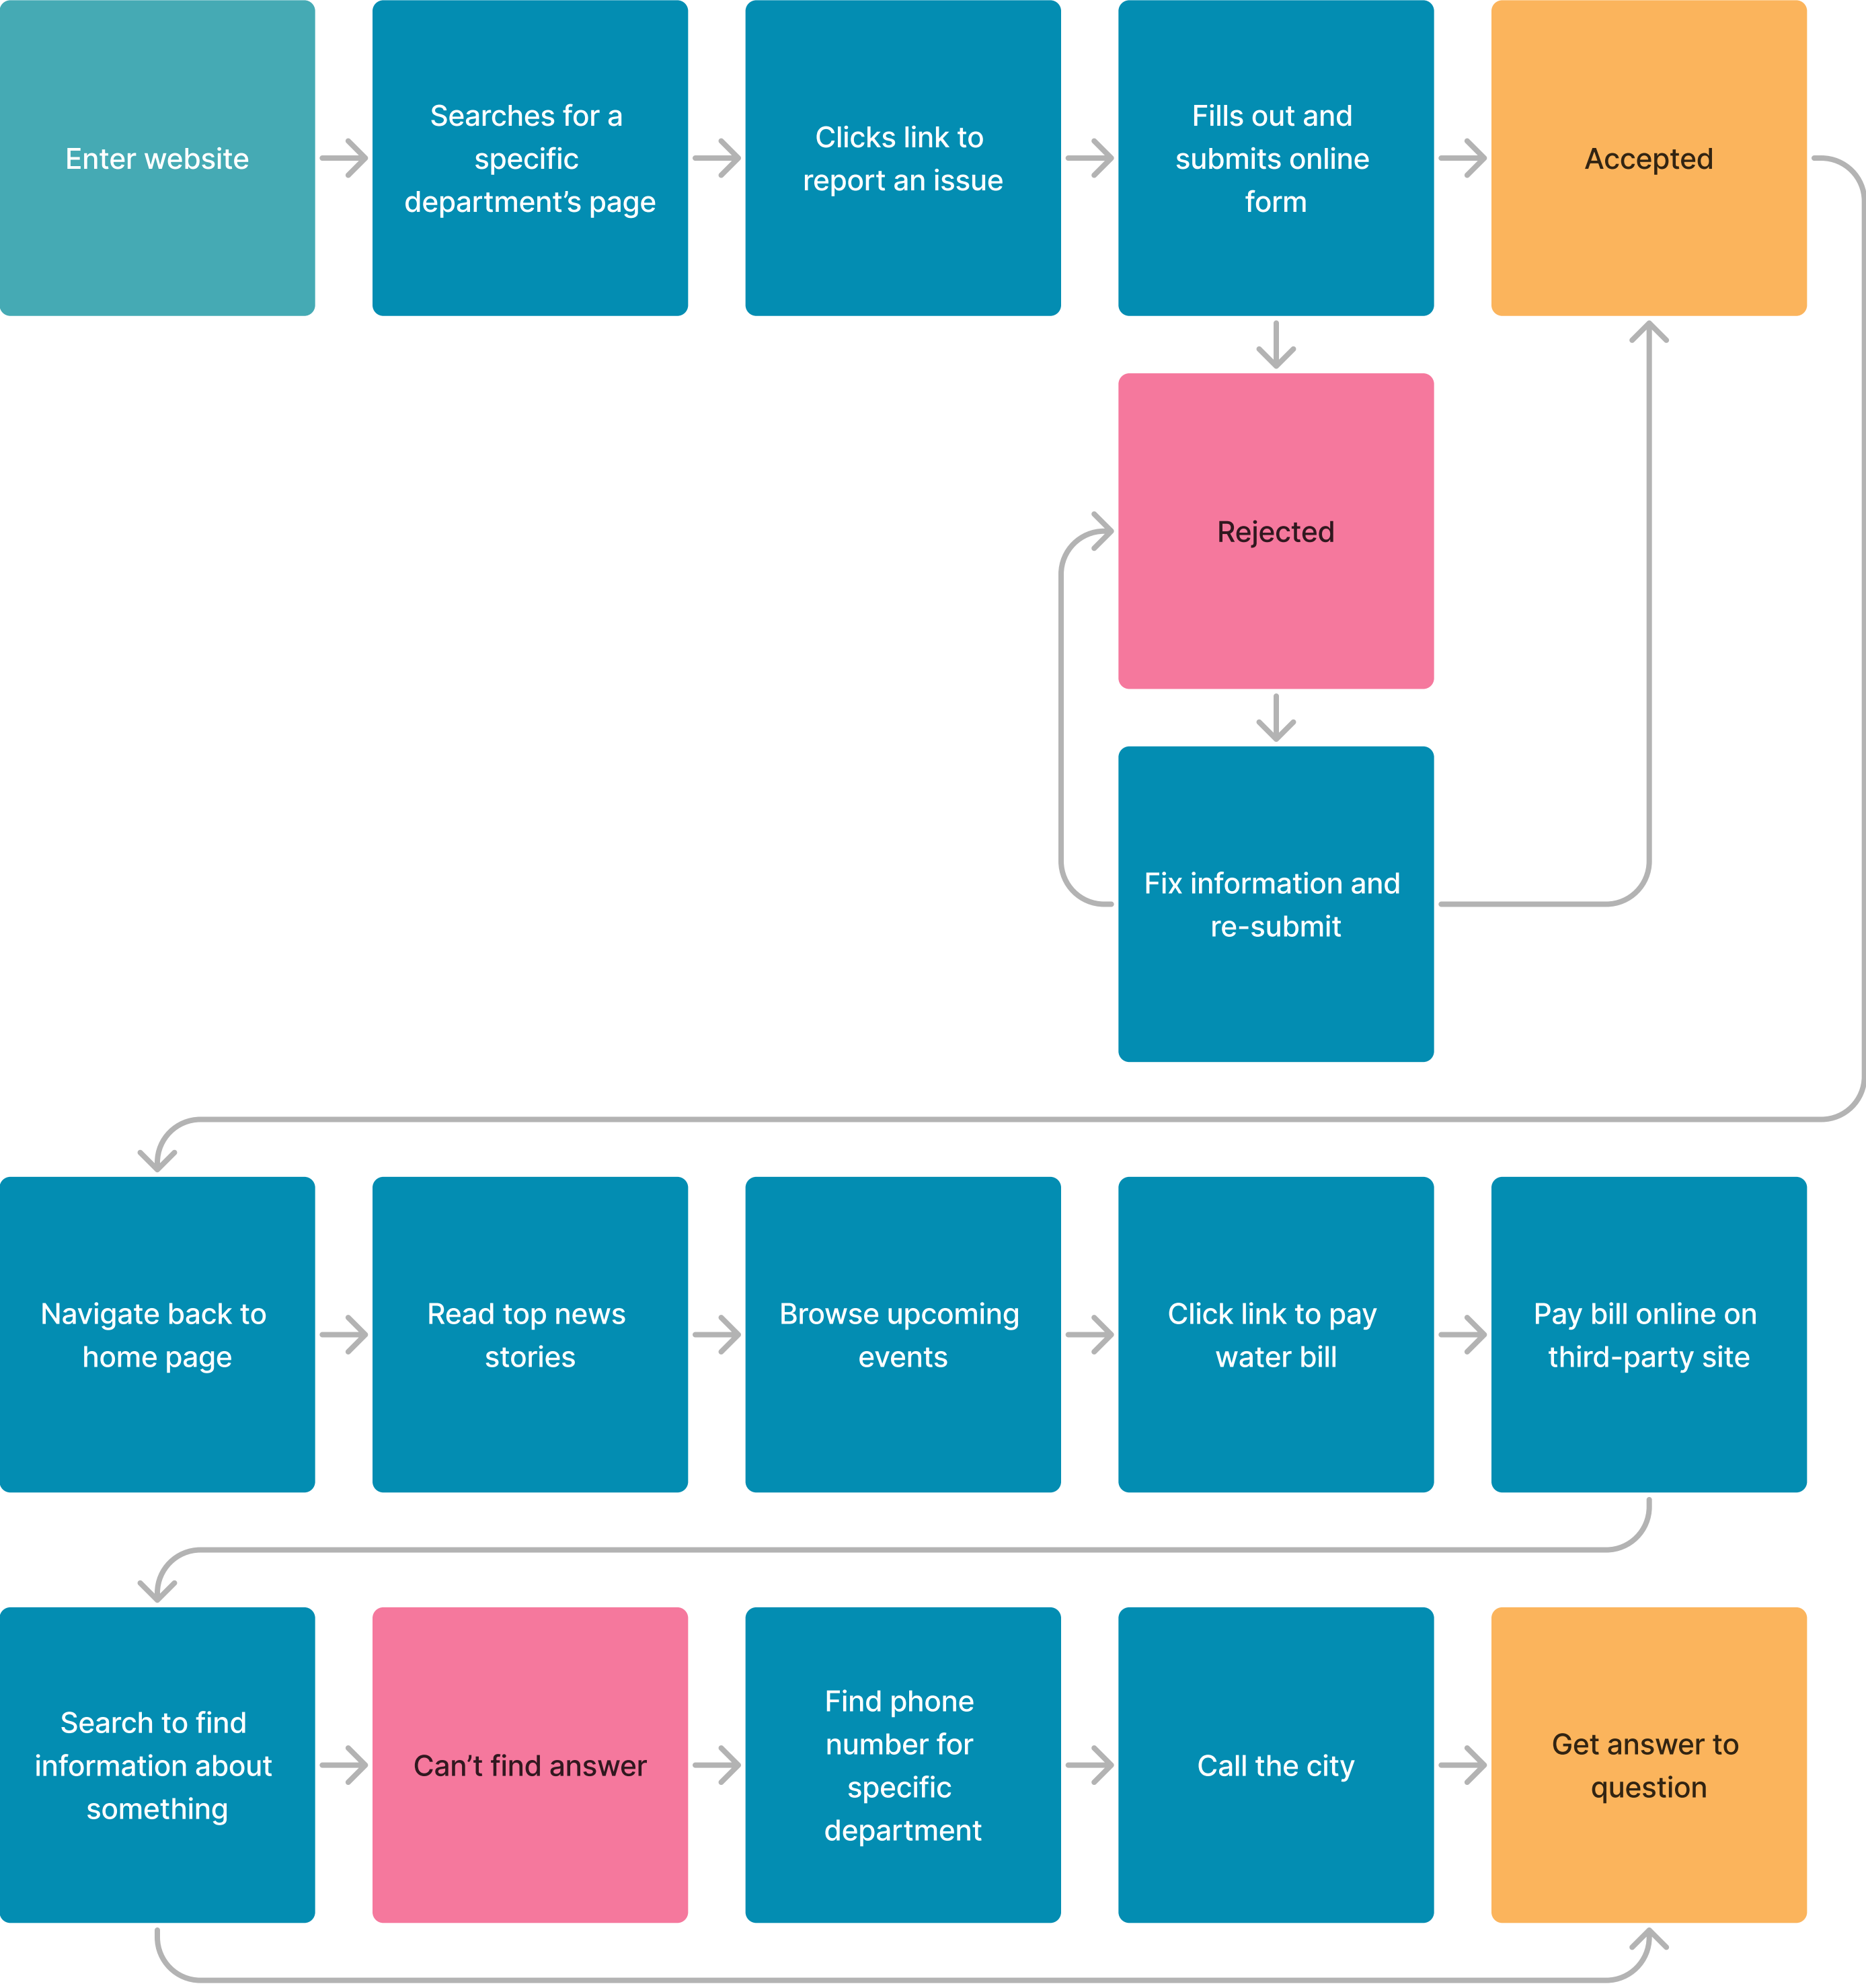 Enter website
Searches for a
specific
department’s page
Clicks link to
report an issue
Fills out and
submits online
form
Accepted
Rejected
Fix information and
re-submit
Navigate back to
home page
Read top news
stories
Browse upcoming
events
Click link to pay
water bill
Pay bill online on
third-party site
Search to find
information about
something
Can’t find answer
Find phone
number for
specific
department
Call the city
Get answer to
question